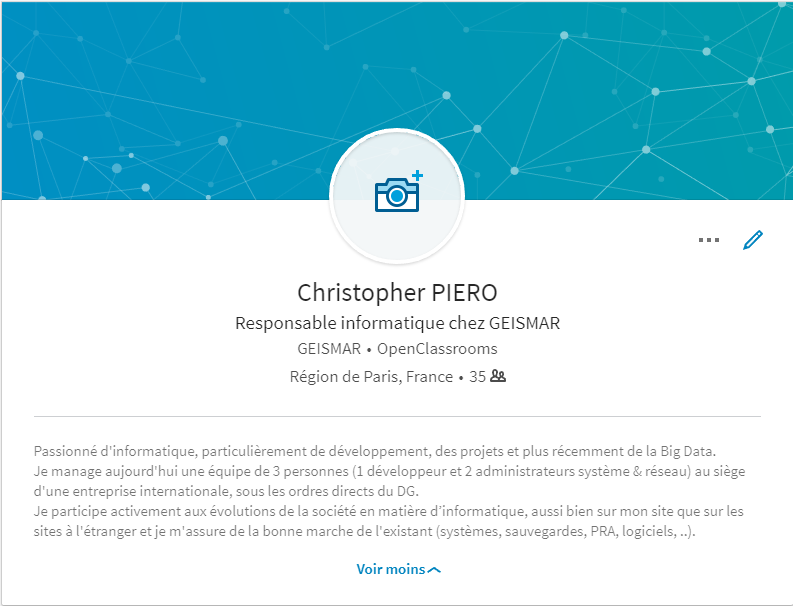 Christopher PIERO
Responsable informatique chez GEISMAR
GEISMAR • OpenClassrooms
Région de Paris, France • 35
Passionné d'informatique, particulièrement de développement, des projets et plus récemment de la Big Data.
Je manage aujourd'hui une équipe de 3 personnes (1 développeur et 2 administrateurs système & réseau) au siège
d'une entreprise internationale, sous les ordres directs du DG.
Je participe activement aux évolutions de la société en matière d’informatique, aussi bien sur mon site que sur les
sites à l'étranger et je m'assure de la bonne marche de l'existant (systèmes, sauvegardes, PRA, logiciels, ..).
Voir moins